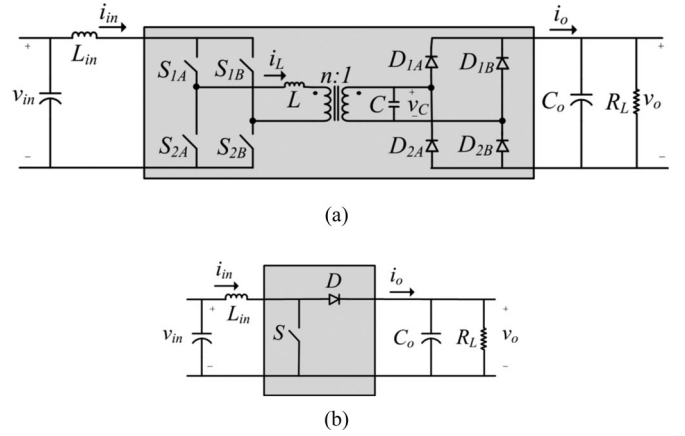 i_in
L_in
v_in
+
−
S_1A
S_1B
S_2A
S_2B
i_L
L
n:1
C
+
v_C
−
D_1A
D_1B
D_2A
D_2B
i_o
C_o
R_L
v_o
+
−
(a)
i_in
L_in
v_in
+
−
S
D
i_o
C_o
R_L
v_o
+
−
(b)